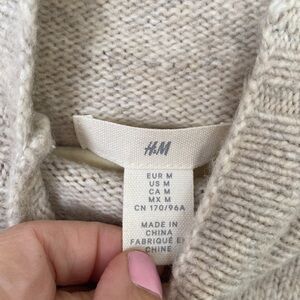 H&M
EUR M
US M
CA M
MX M
CN 170/96A
MADE IN
CHINA
FABRIQUÉ EN
CHINE